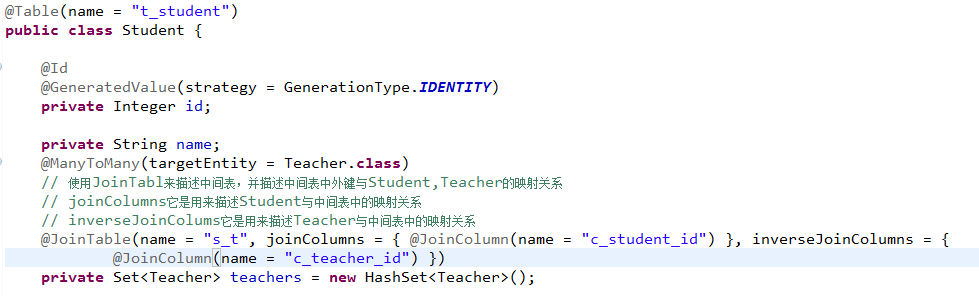 @Table(name = "t_student")
public class Student {
@Id
@GeneratedValue(strategy = GenerationType.IDENTITY)
private Integer id;
private String name;
@ManyToMany(targetEntity = Teacher.class)
// 使用JoinTabl来描述中间表，并描述中间表中外键与Student,Teacher的映射关系
// joinColumns它是用来描述Student与中间表中的映射关系
// inverseJoinColums它是用来描述Teacher与中间表中的映射关系
@JoinTable(name = "s_t", joinColumns = { @JoinColumn(name = "c_student_id") }, inverseJoinColumns = {
@JoinColumn(name = "c_teacher_id") })
private Set<Teacher> teachers = new HashSet<Teacher>();